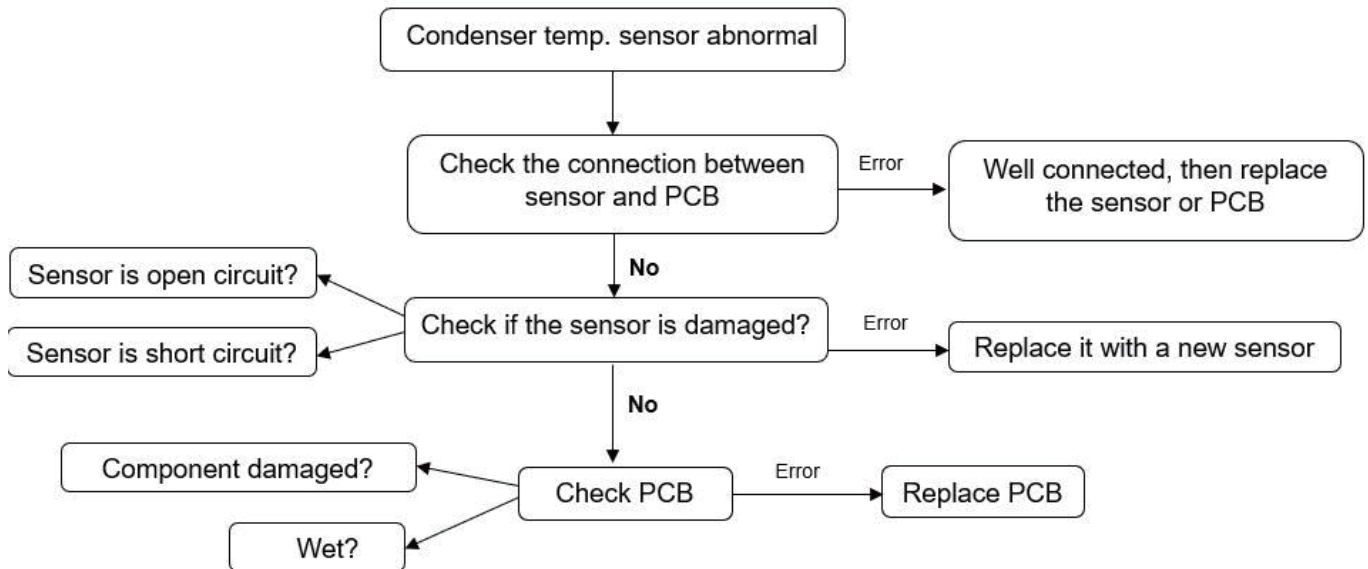 Condenser temp. sensor abnormal
Check the connection between
sensor and PCB
Error
Well connected, then replace
the sensor or PCB
No
Sensor is open circuit?
Sensor is short circuit?
Check if the sensor is damaged?
Error
Replace it with a new sensor
No
Component damaged?
Wet?
Check PCB
Error
Replace PCB